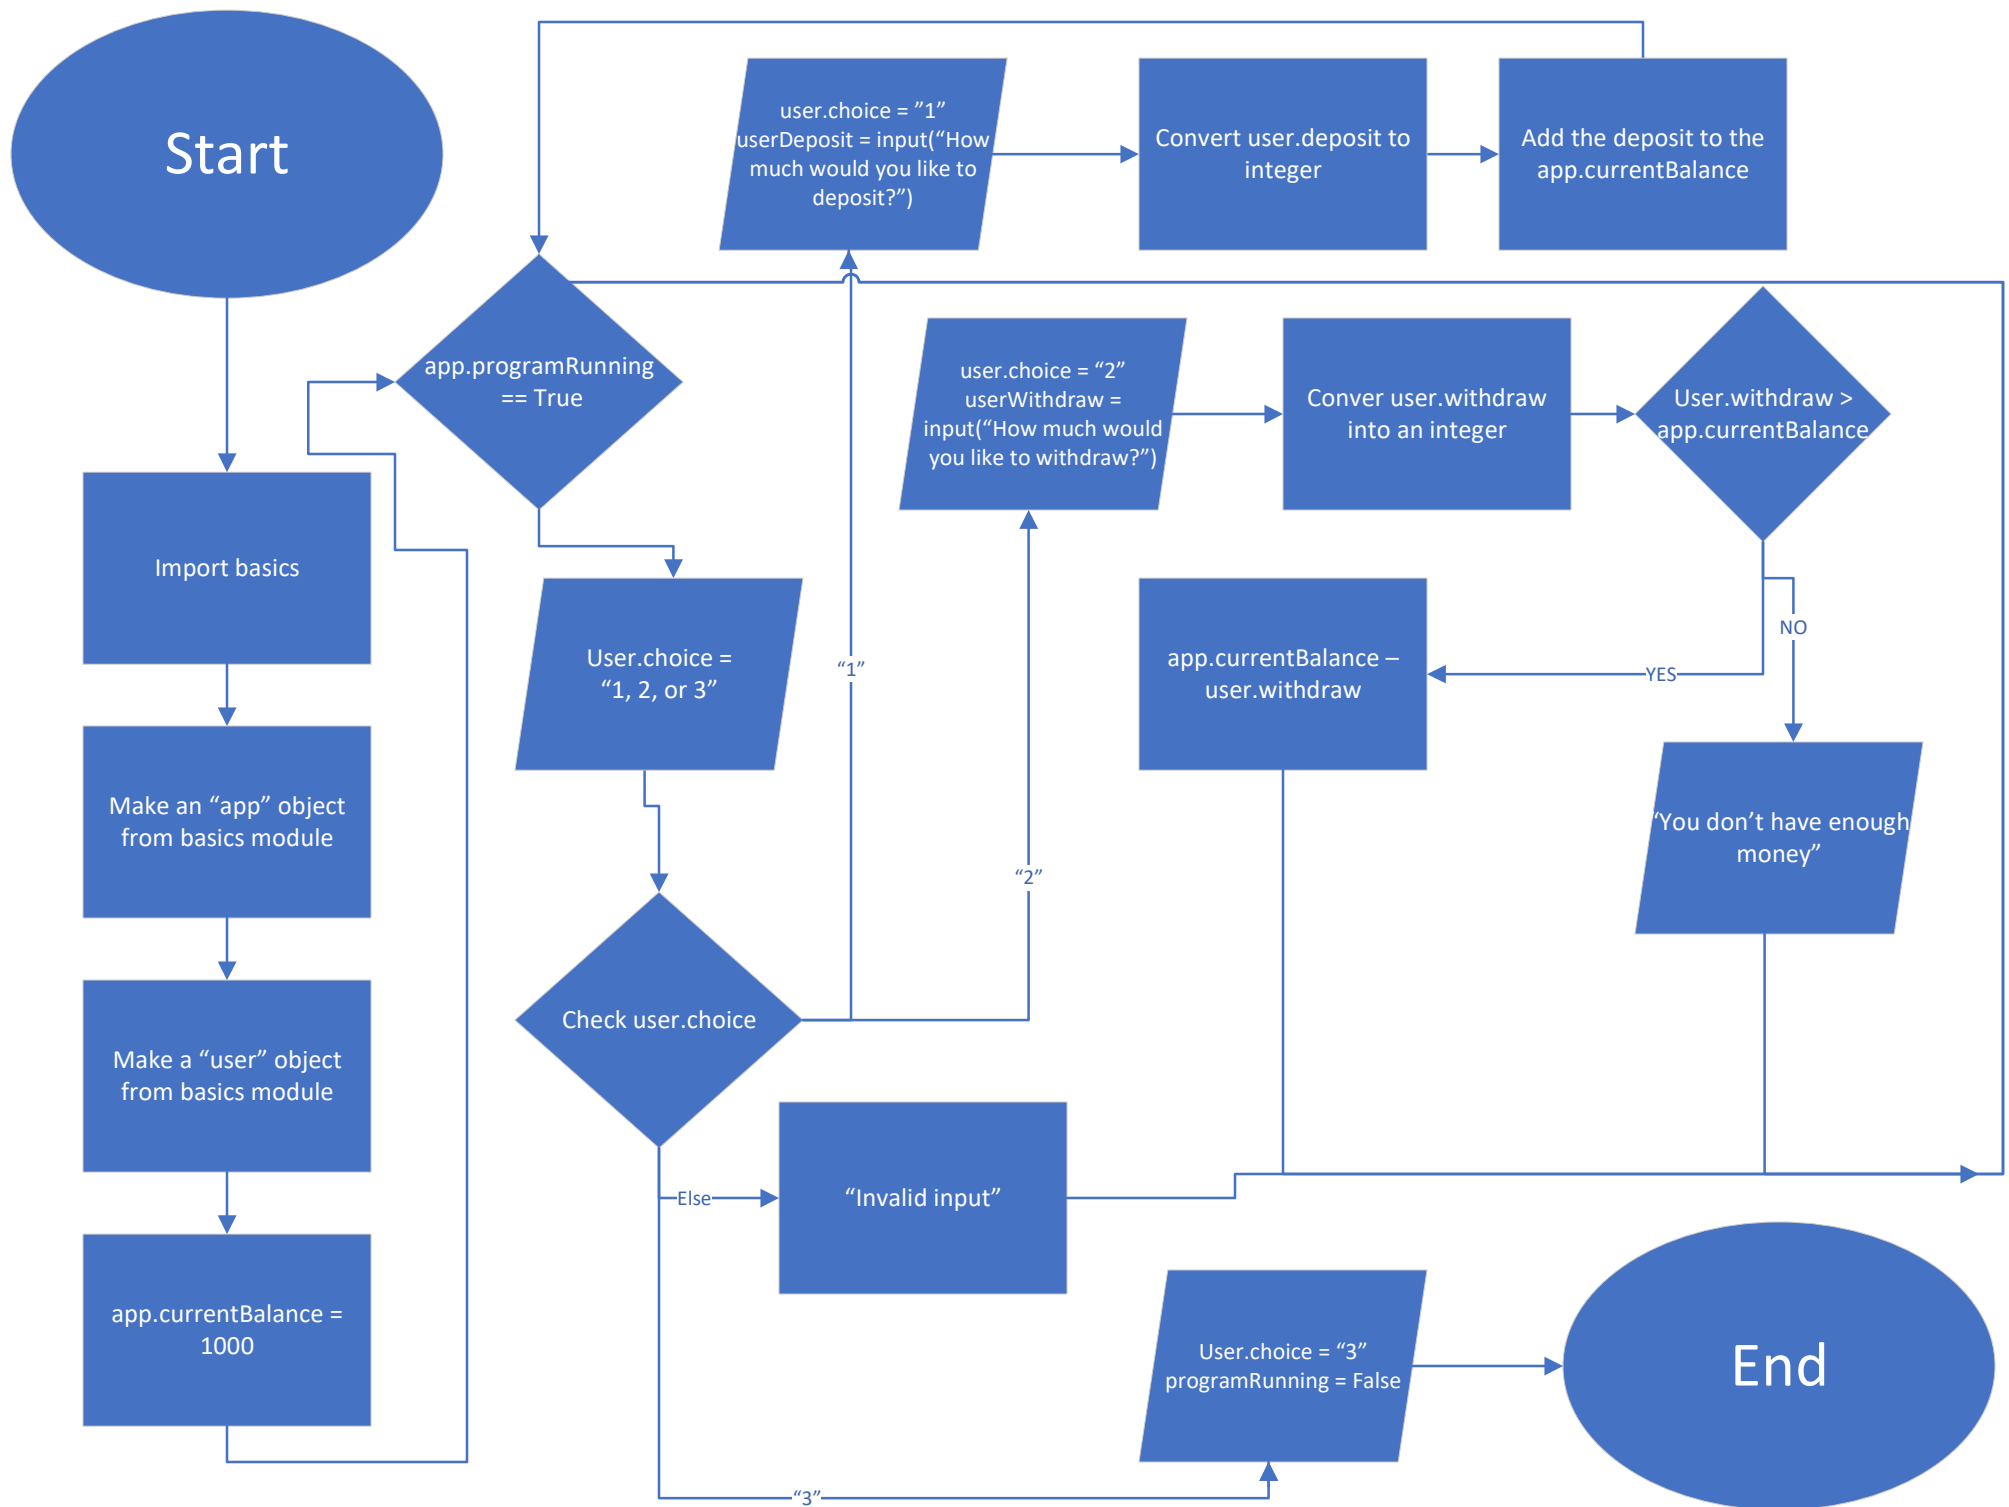 Start
Import basics
Make an “app” object
from basics module
Make a “user” object
from basics module
app.currentBalance =
1000
app.programRunning
== True
User.choice =
“1, 2, or 3”
Check user.choice
“1”
user.choice = ”1”
userDeposit = input(“How
much would you like to
deposit?”)
Convert user.deposit to
integer
Add the deposit to the
app.currentBalance
“2”
user.choice = “2”
userWithdraw =
input(“How much would
you like to withdraw?”)
Conver user.withdraw
into an integer
User.withdraw >
app.currentBalance
YES
app.currentBalance –
user.withdraw
NO
“You don’t have enough
money”
Else
“Invalid input”
“3”
User.choice = “3”
programRunning = False
End